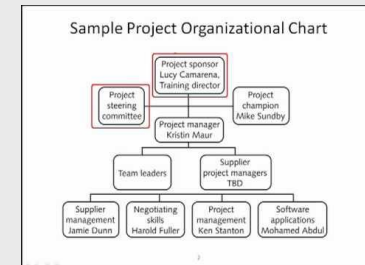 Sample Project Organizational Chart
Project sponsor
Lucy Camarena,
Training director
Project
steering
committee
Project
champion
Mike Sundby
Project manager
Kristin Maur
Team leaders
Supplier
project managers
TBD
Supplier
management
Jamie Dunn
Negotiating
skills
Harold Fuller
Project
management
Ken Stanton
Software
applications
Mohamed Abdul
2